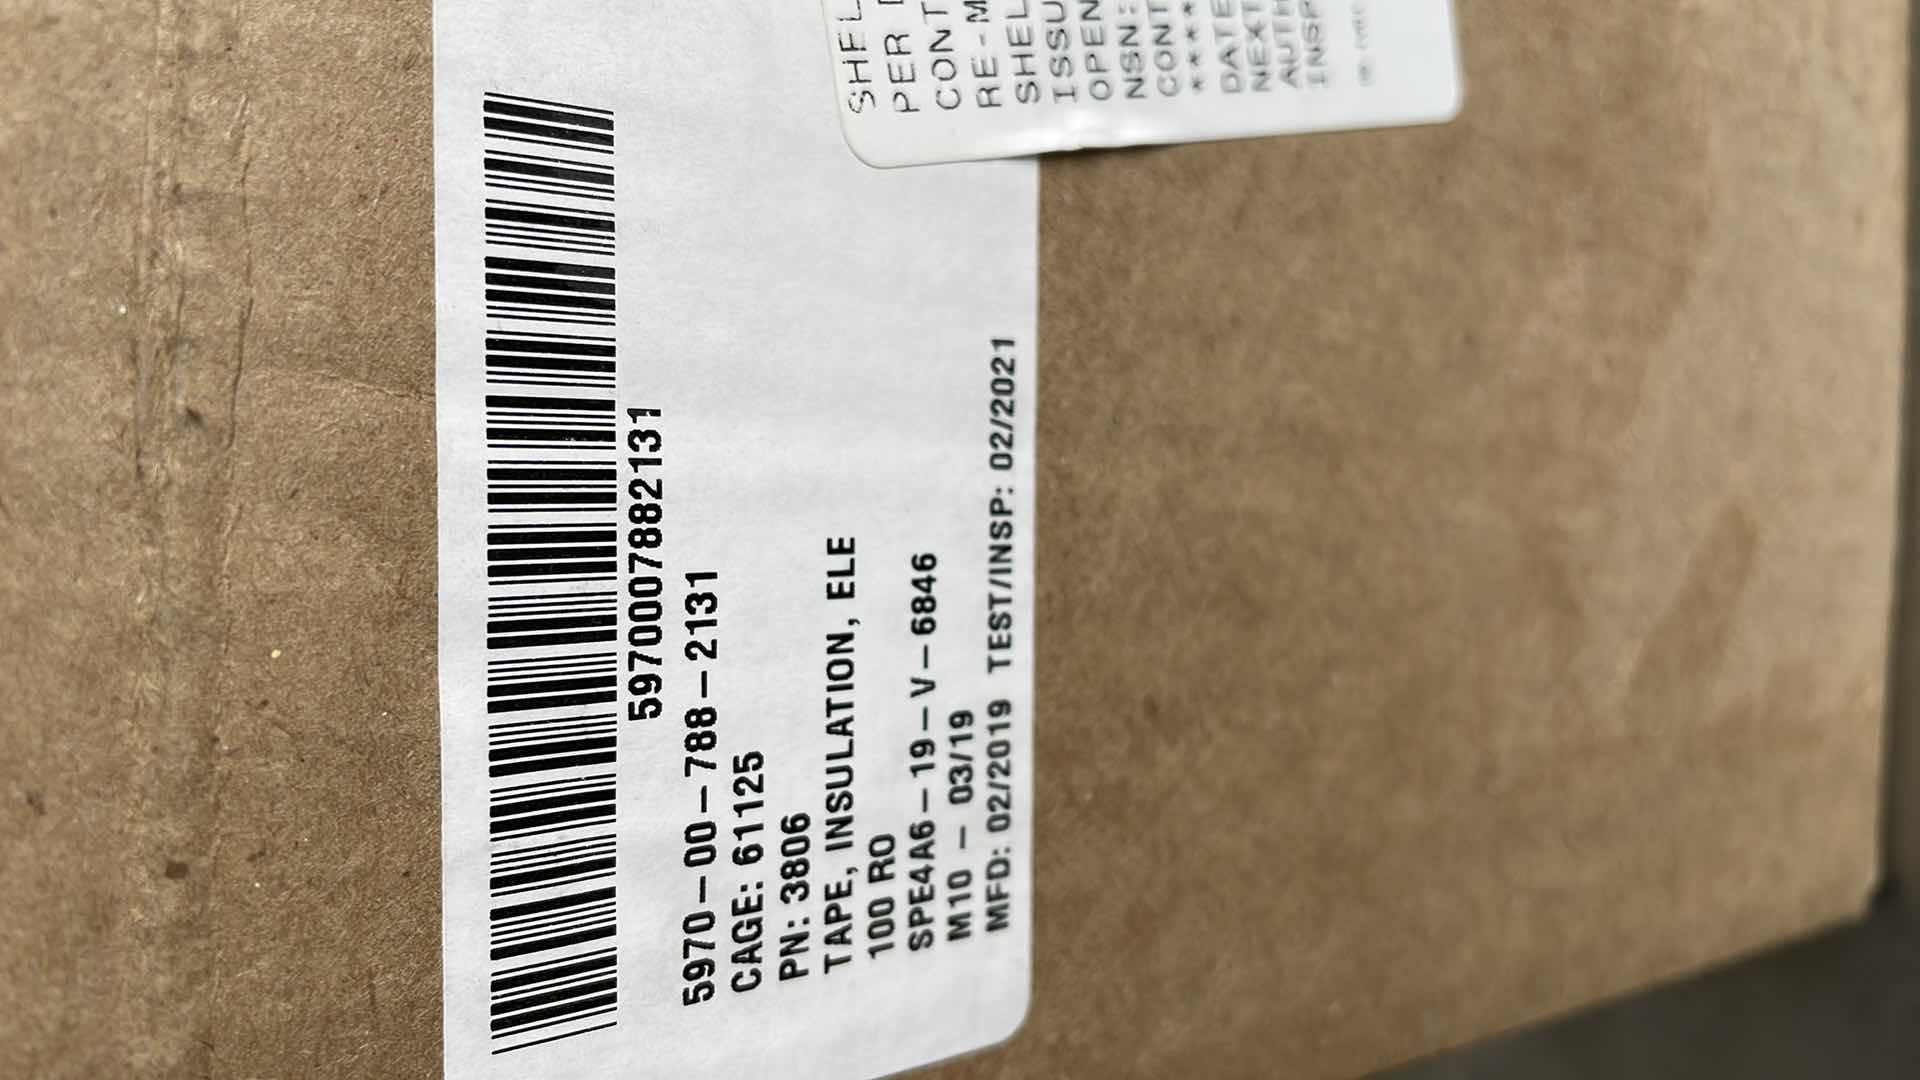 5970007882131
5970-00-788-2131
CAGE: 61125
PN: 3806
TAPE, INSULATION, ELE
100 RO
SPE4A6-19-V-6846
M10 - 03/19
MFD: 02/2019 TEST/INSP: 02/2021
SHEL
PER
CONT
RE-M
SHEL
ISSU
OPEN
NSN:
CONT
****
DATE
NEXT
AUTH
INSP